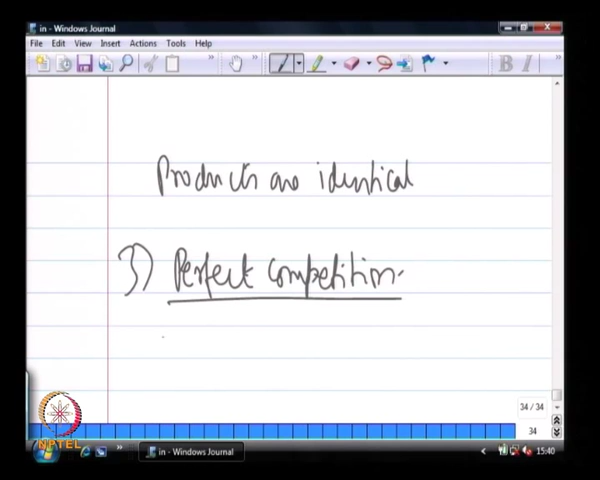 in - Windows Journal
File Edit View Insert Actions Tools Help
B I
Products are identical
3) Perfect competition.
34 / 34
34
NPTEL
in - Windows Journal
15:40